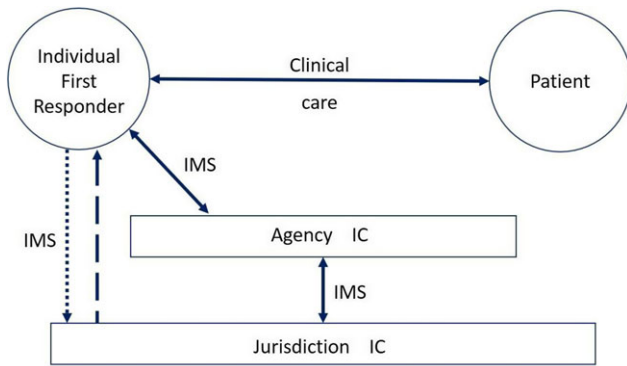 Individual
First
Responder
Clinical
care
Patient
IMS
IMS
Agency IC
IMS
Jurisdiction IC